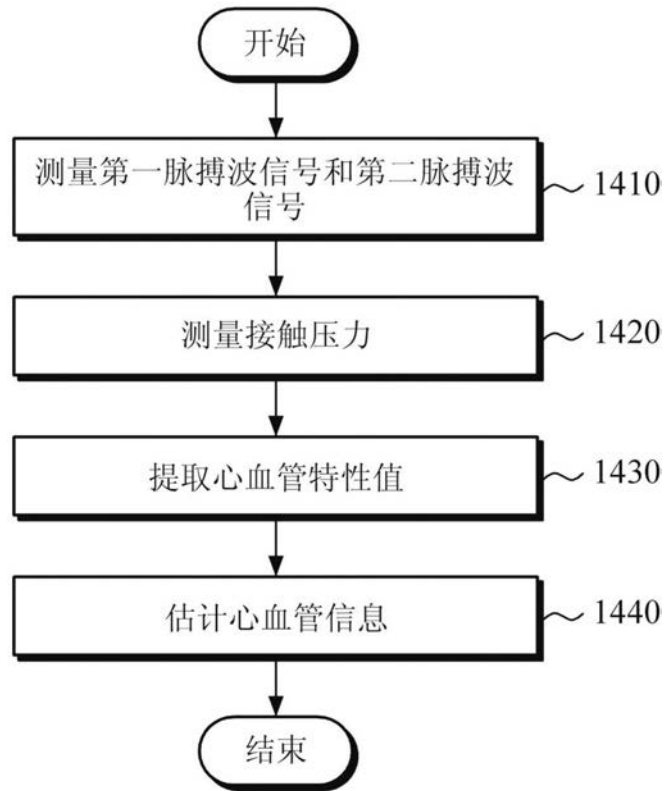 开始
测量第一脉搏波信号和第二脉搏波
信号
1410
测量接触压力
1420
提取心血管特性值
1430
估计心血管信息
1440
结束